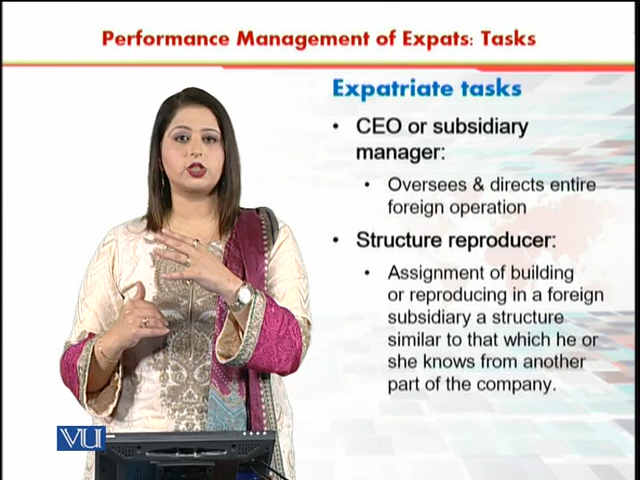 Performance Management of Expats: Tasks
Expatriate tasks
• CEO or subsidiary
manager:
• Oversees & directs entire
foreign operation
• Structure reproducer:
• Assignment of building
or reproducing in a foreign
subsidiary a structure
similar to that which he or
she knows from another
part of the company.
VU